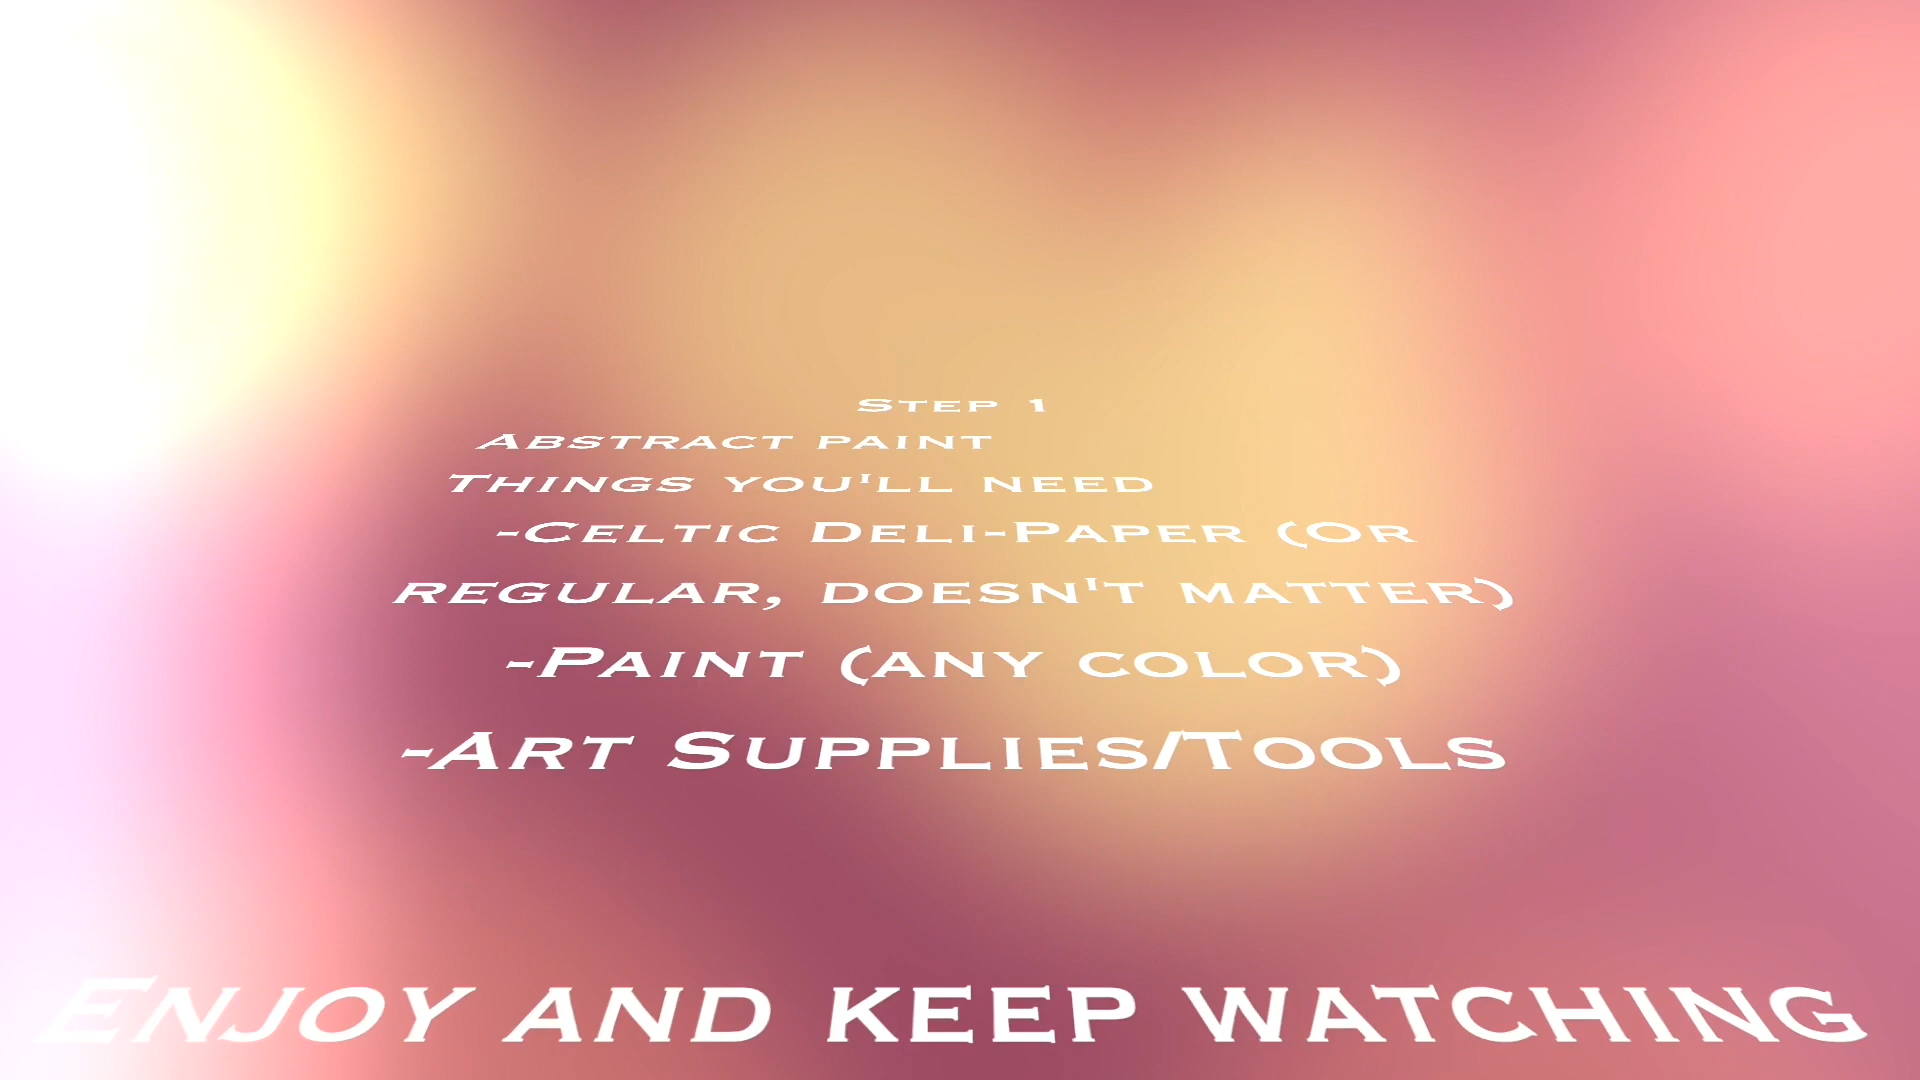 Step 1
Abstract paint
Things you'll need
-Celtic Deli-Paper (Or
regular, doesn't matter)
-Paint (any color)
-Art Supplies/Tools
Enjoy and keep watching